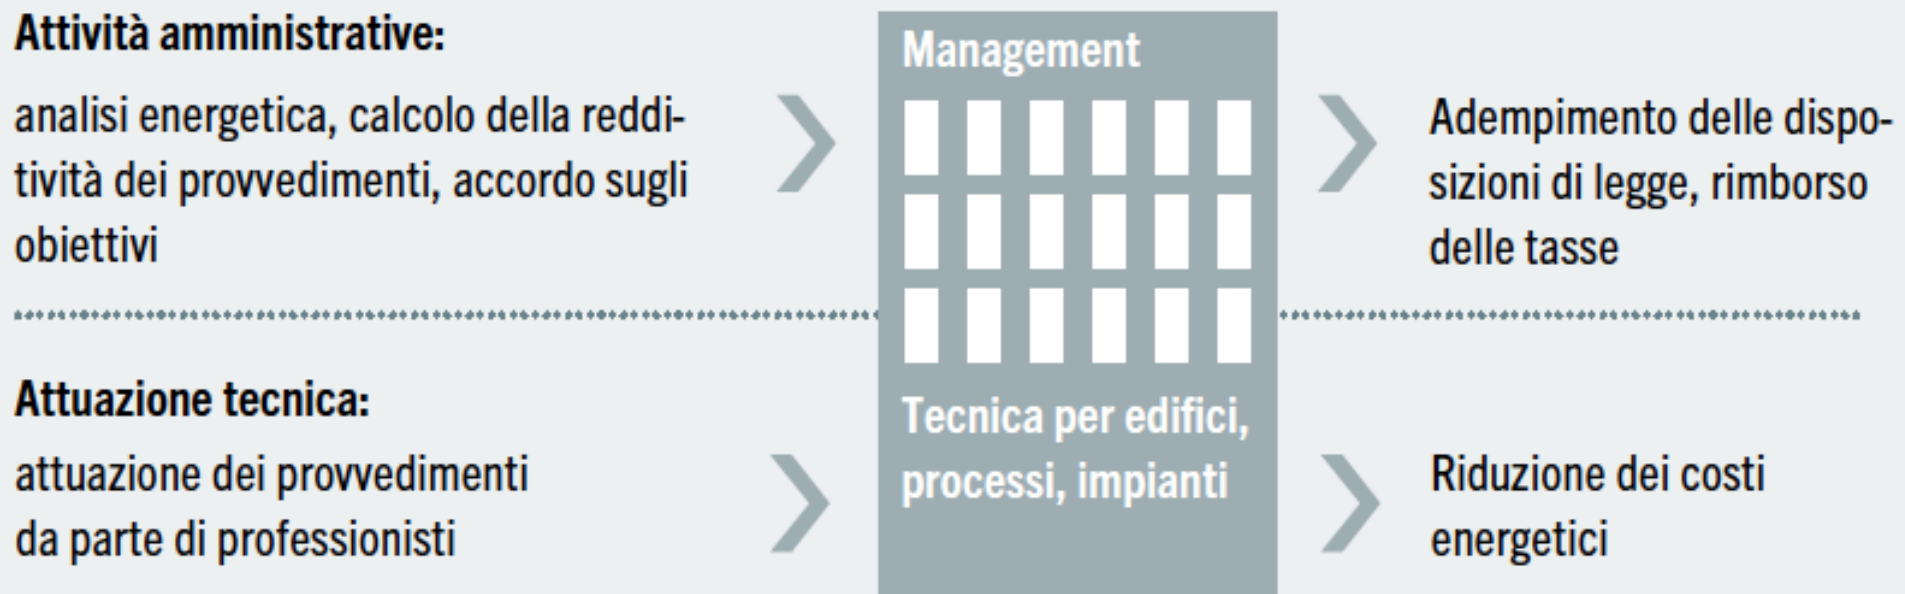 Attività amministrative:
analisi energetica, calcolo della reddi-
tività dei provvedimenti, accordo sugli
obiettivi
Management
Adempimento delle dispo-
sizioni di legge, rimborso
delle tasse
Attuazione tecnica:
attuazione dei provvedimenti
da parte di professionisti
Tecnica per edifici,
processi, impianti
Riduzione dei costi
energetici